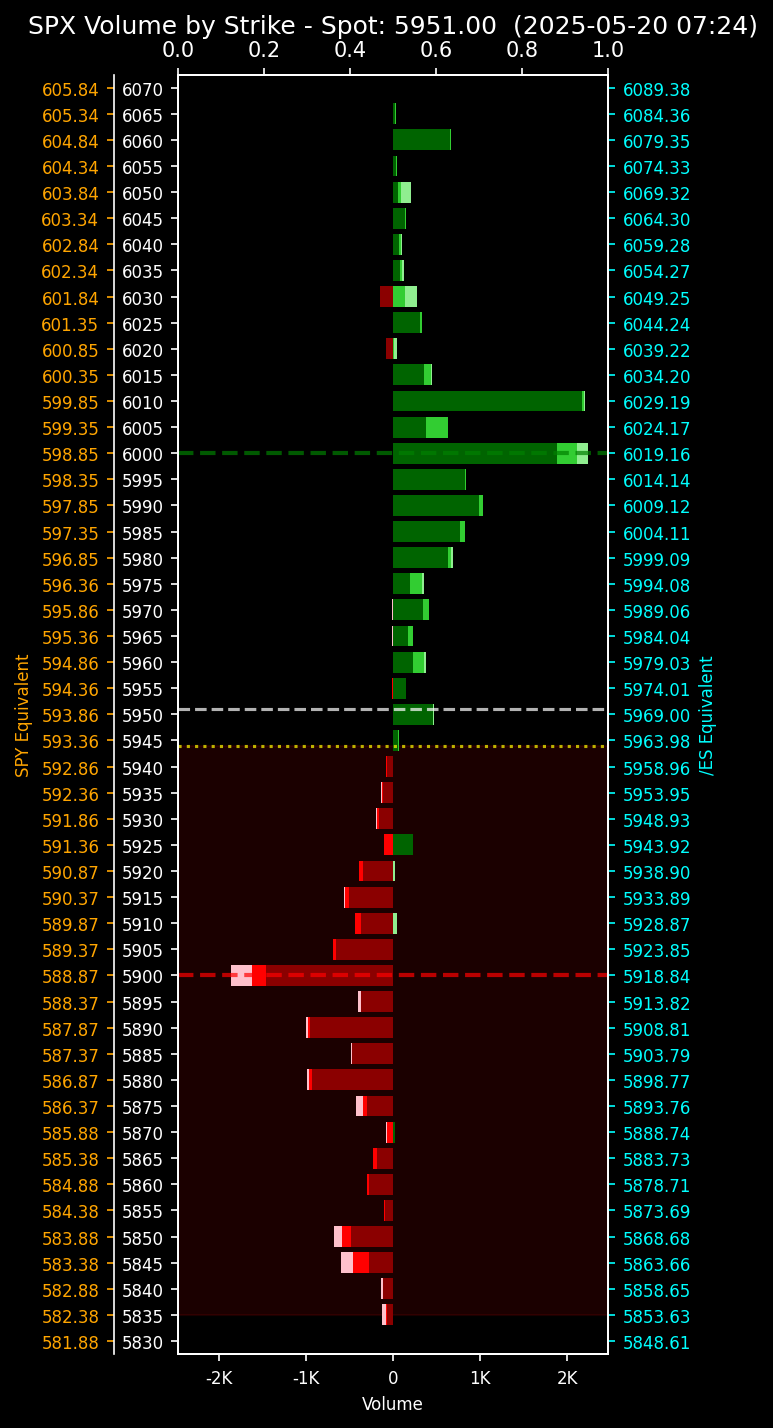 SPX Volume by Strike - Spot: 5951.00  (2025-05-20 07:24)
0.0 0.2 0.4 0.6 0.8 1.0
605.84 6070 6089.38
605.34 6065 6084.36
604.84 6060 6079.35
604.34 6055 6074.33
603.84 6050 6069.32
603.34 6045 6064.30
602.84 6040 6059.28
602.34 6035 6054.27
601.84 6030 6049.25
601.35 6025 6044.24
600.85 6020 6039.22
600.35 6015 6034.20
599.85 6010 6029.19
599.35 6005 6024.17
598.85 6000 6019.16
598.35 5995 6014.14
597.85 5990 6009.12
597.35 5985 6004.11
596.85 5980 5999.09
596.36 5975 5994.08
595.86 5970 5989.06
595.36 5965 5984.04
594.86 5960 5979.03
594.36 5955 5974.01
593.86 5950 5969.00
593.36 5945 5963.98
592.86 5940 5958.96
592.36 5935 5953.95
591.86 5930 5948.93
591.36 5925 5943.92
590.87 5920 5938.90
590.37 5915 5933.89
589.87 5910 5928.87
589.37 5905 5923.85
588.87 5900 5918.84
588.37 5895 5913.82
587.87 5890 5908.81
587.37 5885 5903.79
586.87 5880 5898.77
586.37 5875 5893.76
585.88 5870 5888.74
585.38 5865 5883.73
584.88 5860 5878.71
584.38 5855 5873.69
583.88 5850 5868.68
583.38 5845 5863.66
582.88 5840 5858.65
582.38 5835 5853.63
581.88 5830 5848.61
SPY Equivalent
/ES Equivalent
-2K -1K 0 1K 2K
Volume